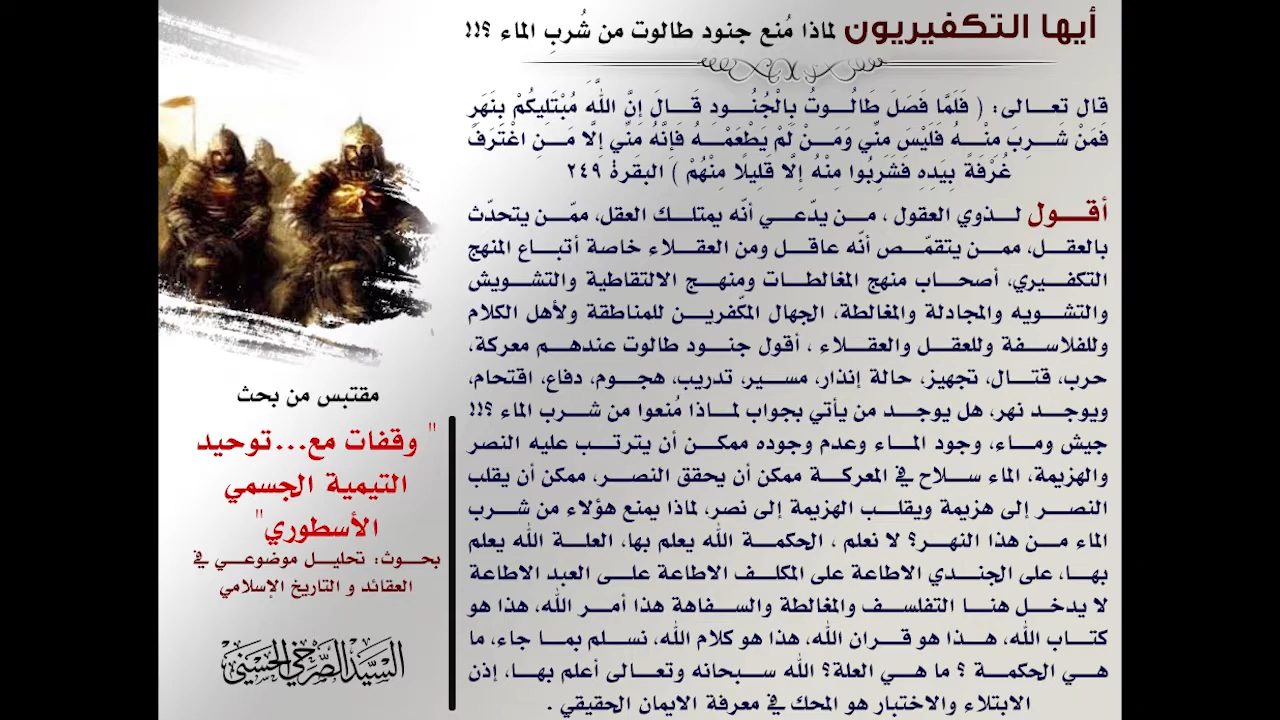 أيها التكفيريون لماذا مُنع جنود طالوت من شُربِ الماء ؟!!
قال تعالى: ( فَلَمَّا فَصَلَ طَالُوتُ بِالْجُنُودِ قَالَ إِنَّ اللَّهَ مُبْتَلِيكُمْ بِنَهَرٍ
فَمَنْ شَرِبَ مِنْهُ فَلَيْسَ مِنِّي وَمَنْ لَمْ يَطْعَمْهُ فَإِنَّهُ مِنِّي إِلَّا مَنِ اغْتَرَفَ
غُرْفَةً بِيَدِهِ فَشَرِبُوا مِنْهُ إِلَّا قَلِيلًا مِنْهُمْ ) البَقرةُ ٢٤٩
أقول لذوي العقول ، من يدّعي أنّه يمتلك العقل، ممّن يتحدّث
بالعقل، ممن يتقمّص أنّه عاقل ومن العقلاء خاصة أتباع المنهج
التكفيري، أصحاب منهج المغالطات ومنهج الالتقاطية والتشويش
والتشويه والمجادلة والمغالطة، الجهال المكّفرين للمناطقة ولأهل الكلام
وللفلاسفة وللعقل والعقلاء ، أقول جنود طالوت عندهم معركة،
حرب، قتال، تجهيز، حالة إنذار، مسير، تدريب، هجوم، دفاع، اقتحام،
ويوجد نهر، هل يوجد من يأتي بجواب لماذا مُنعوا من شرب الماء ؟!!
جيش وماء، وجود الماء وعدم وجوده ممكن أن يترتب عليه النصر
والهزيمة، الماء سلاح في المعركة ممكن أن يحقق النصر، ممكن أن يقلب
النصر إلى هزيمة ويقلب الهزيمة إلى نصر، لماذا يمنع هؤلاء من شرب
الماء من هذا النهر؟ لا نعلم ، الحكمة الله يعلم بها، العلة الله يعلم
بها، على الجندي الاطاعة على المكلف الاطاعة على العبد الاطاعة
لا يدخل هنا التفلسف والمغالطة والسفاهة هذا أمر الله، هذا هو
كتاب الله، هذا هو قران الله، هذا هو كلام الله، نسلم بما جاء، ما
هي الحكمة ؟ ما هي العلة؟ الله سبحانه وتعالى أعلم بها، إذن
الابتلاء والاختبار هو المحك في معرفة الايمان الحقيقي .
مقتبس من بحث
" وقفات مع...توحيد
التيمية الجسمي
الأسطوري"
بحوث: تحليل موضوعي في
العقائد و التاريخ الإسلامي
السيد الصرخي الحسني